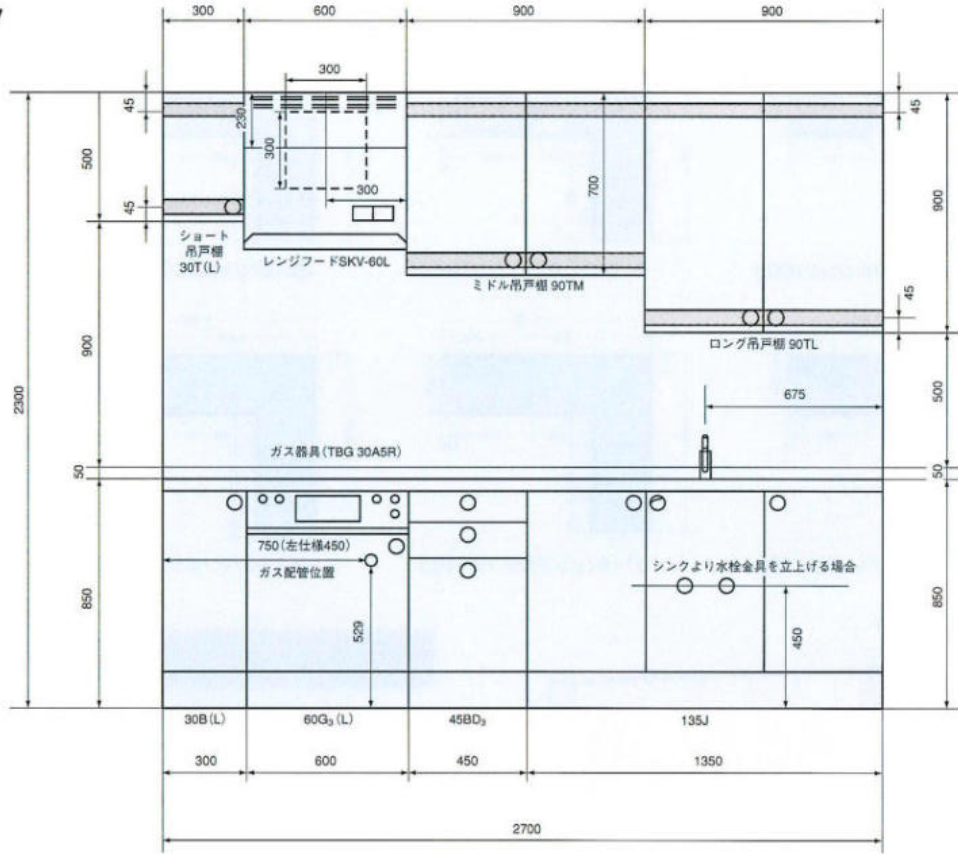 300
600
900
900
300
45
230
300
45
500
300
700
900
45
ショート
吊戸棚
30T(L)
レンジフードSKV-60L
ミドル吊戸棚 90TM
45
ロング吊戸棚 90TL
2300
900
675
500
ガス器具(TBG 30A5R)
50
50
750(左仕様450)
ガス配管位置
シンクより水栓金具を立上げる場合
850
529
450
850
30B(L)
60G₃(L)
45BD₃
135J
300
600
450
1350
2700